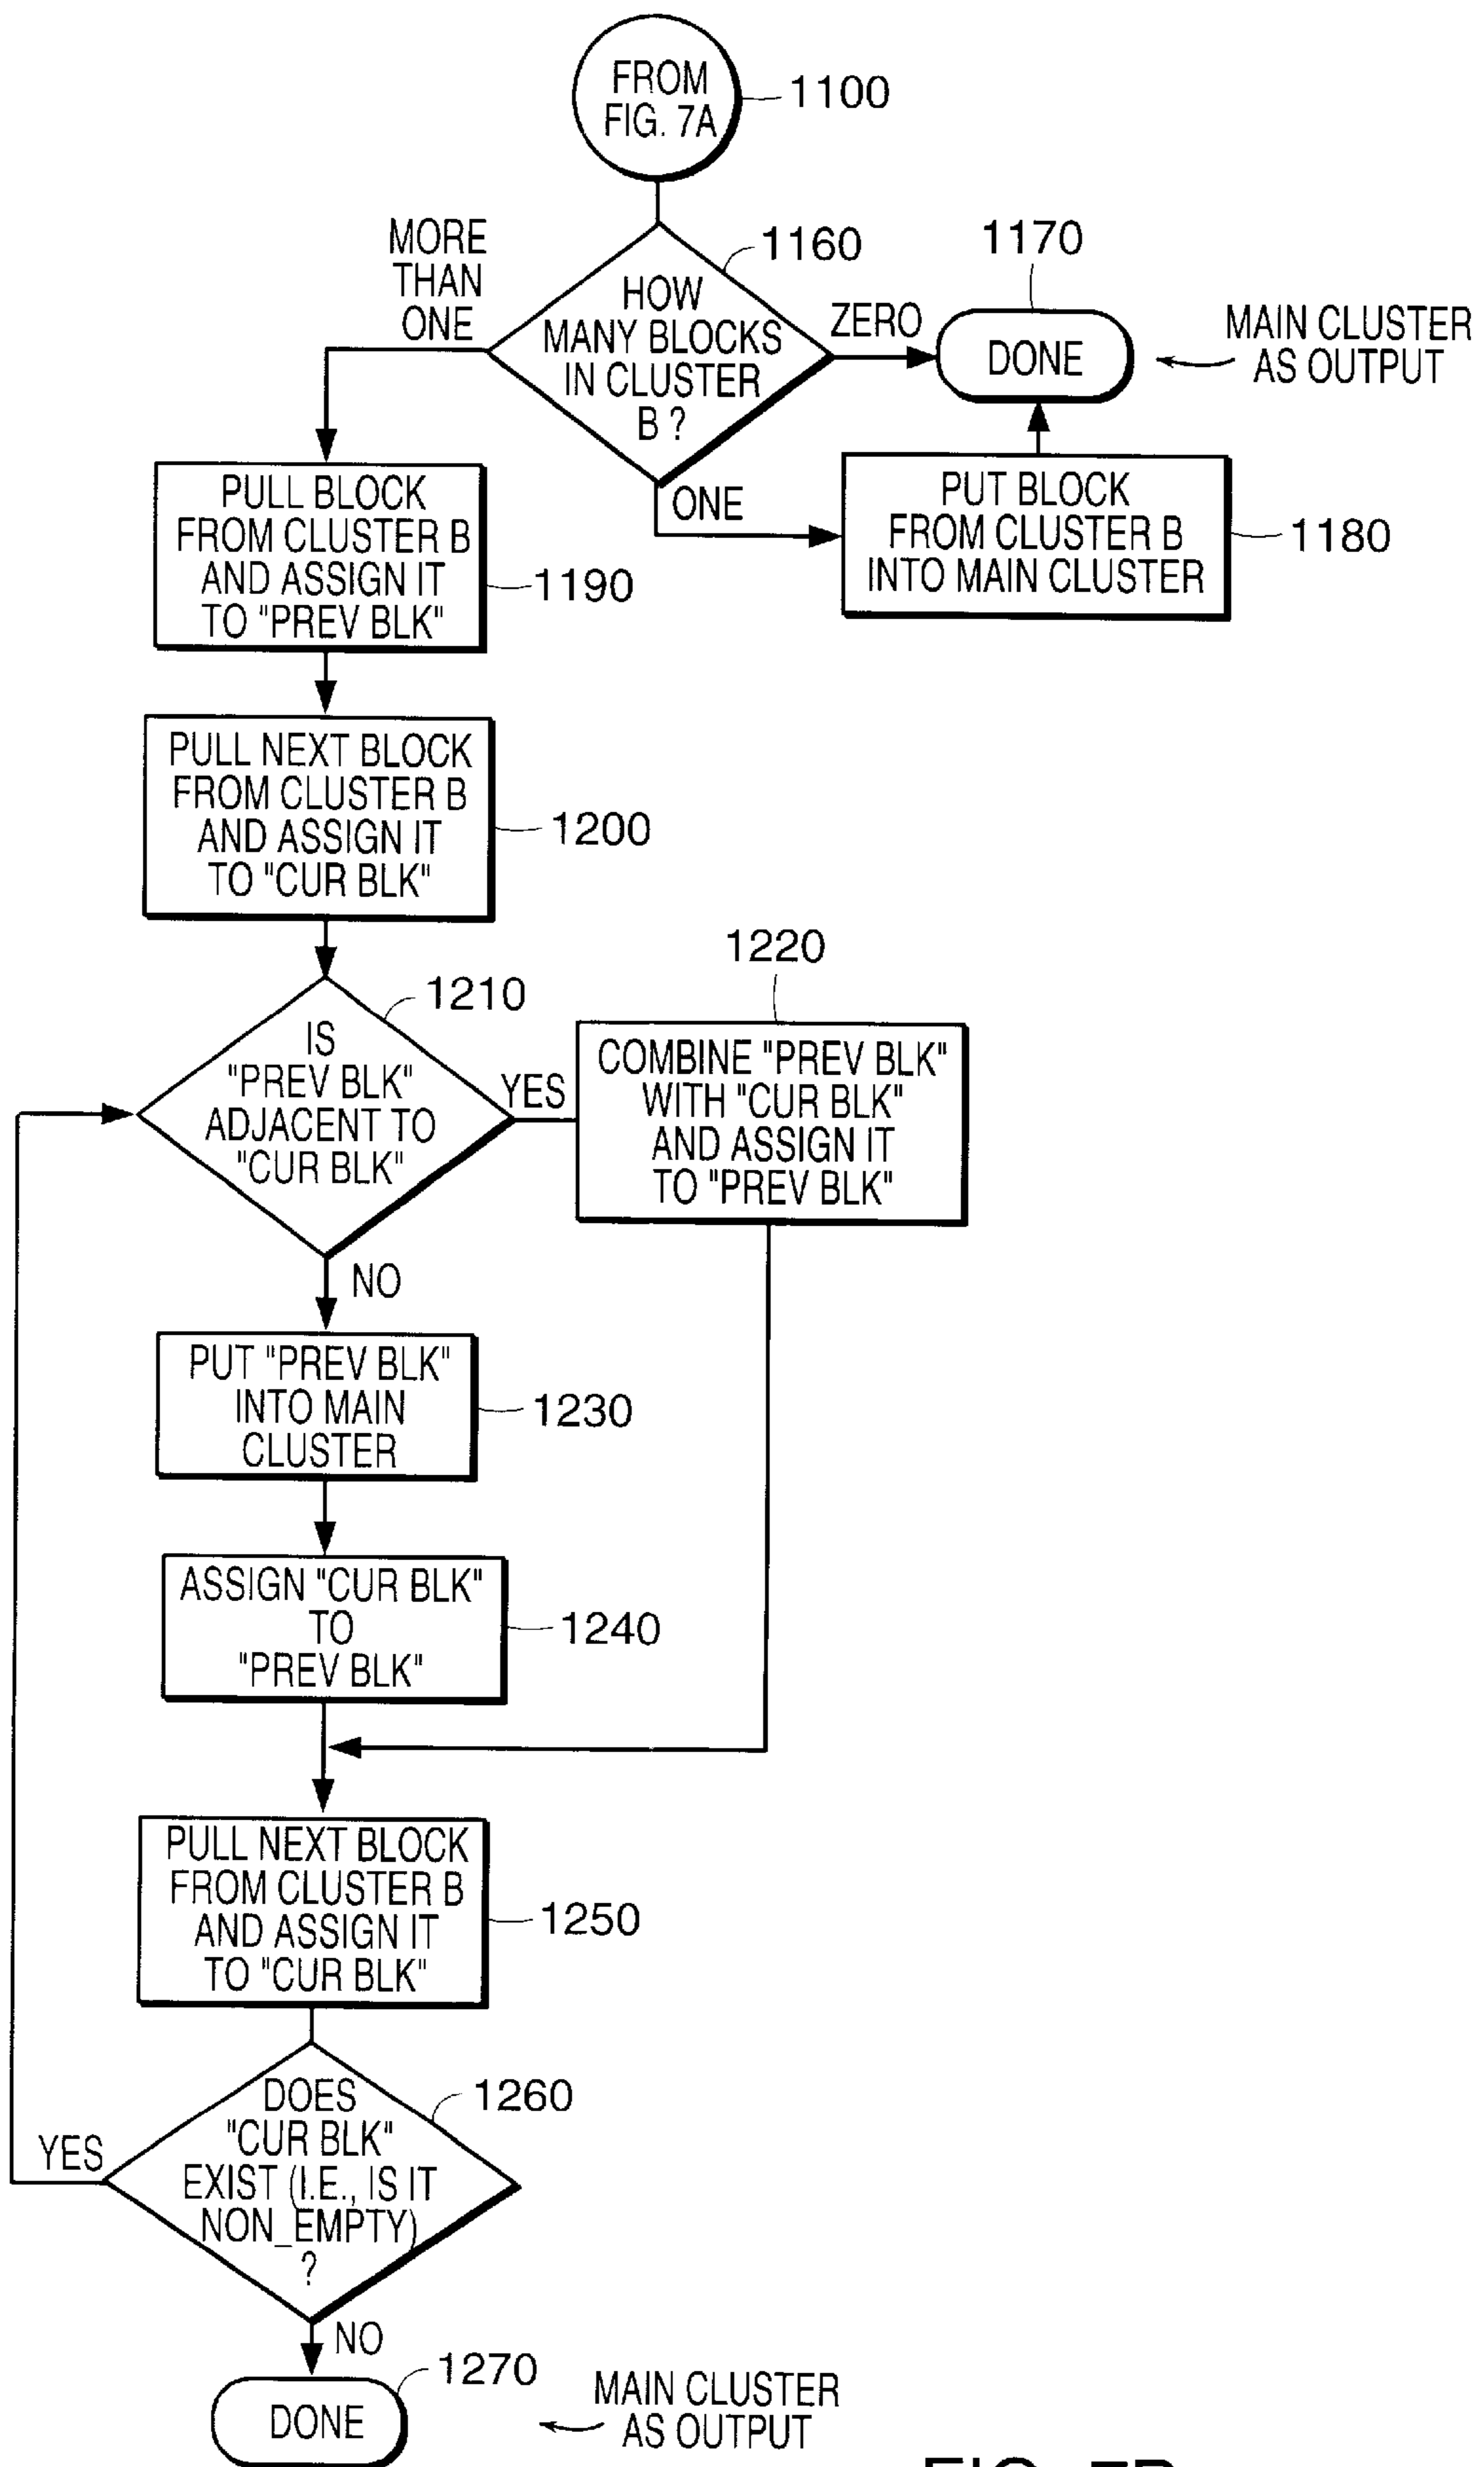 FROM
FIG. 7A
1100
MORE
THAN
ONE
1160
HOW
MANY BLOCKS
IN CLUSTER
B ?
ZERO
1170
DONE
MAIN CLUSTER
AS OUTPUT
ONE
PUT BLOCK
FROM CLUSTER B
INTO MAIN CLUSTER
1180
PULL BLOCK
FROM CLUSTER B
AND ASSIGN IT
TO "PREV BLK"
1190
PULL NEXT BLOCK
FROM CLUSTER B
AND ASSIGN IT
TO "CUR BLK"
1200
1210
IS
"PREV BLK"
ADJACENT TO
"CUR BLK"
YES
1220
COMBINE "PREV BLK"
WITH "CUR BLK"
AND ASSIGN IT
TO "PREV BLK"
NO
PUT "PREV BLK"
INTO MAIN
CLUSTER
1230
ASSIGN "CUR BLK"
TO
"PREV BLK"
1240
PULL NEXT BLOCK
FROM CLUSTER B
AND ASSIGN IT
TO "CUR BLK"
1250
1260
DOES
"CUR BLK"
EXIST (I.E., IS IT
NON_EMPTY)
?
YES
NO
1270
DONE
MAIN CLUSTER
AS OUTPUT